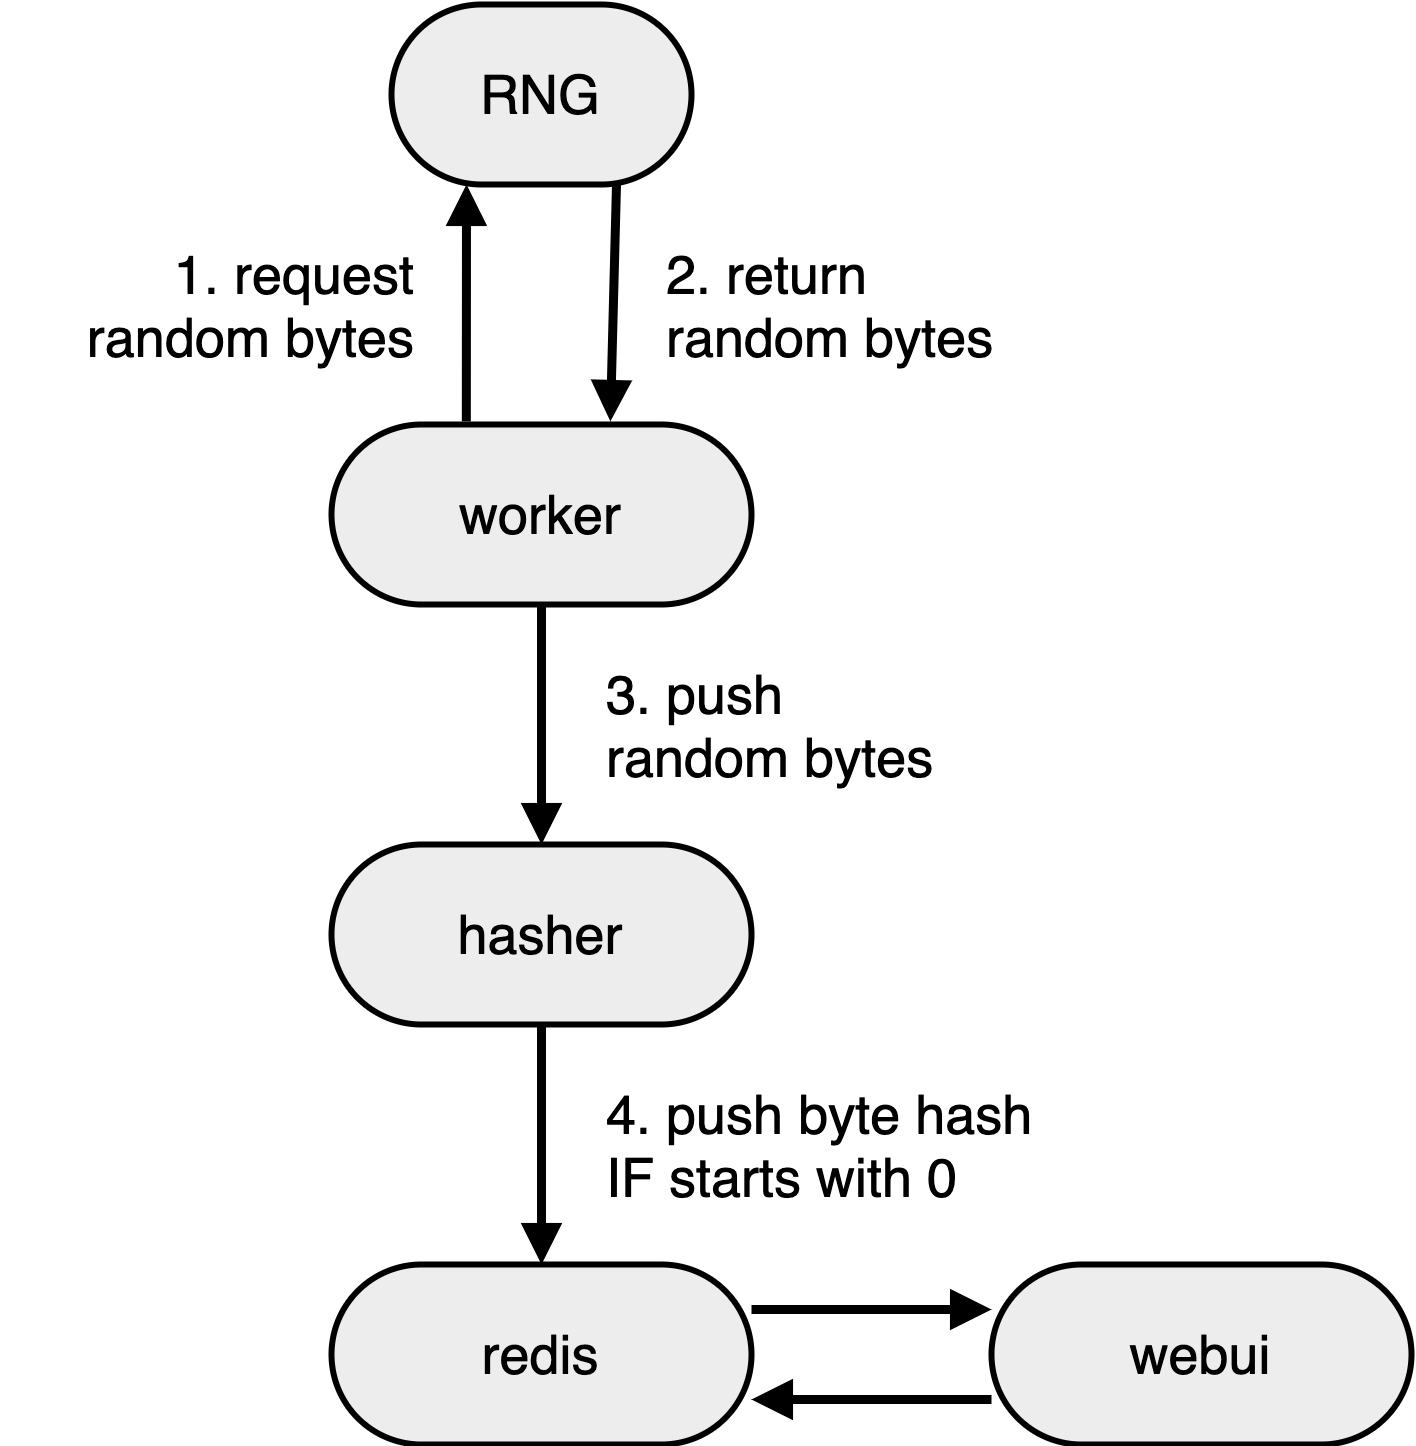 RNG
1. request
random bytes
2. return
random bytes
worker
3. push
random bytes
hasher
4. push byte hash
IF starts with 0
redis
webui